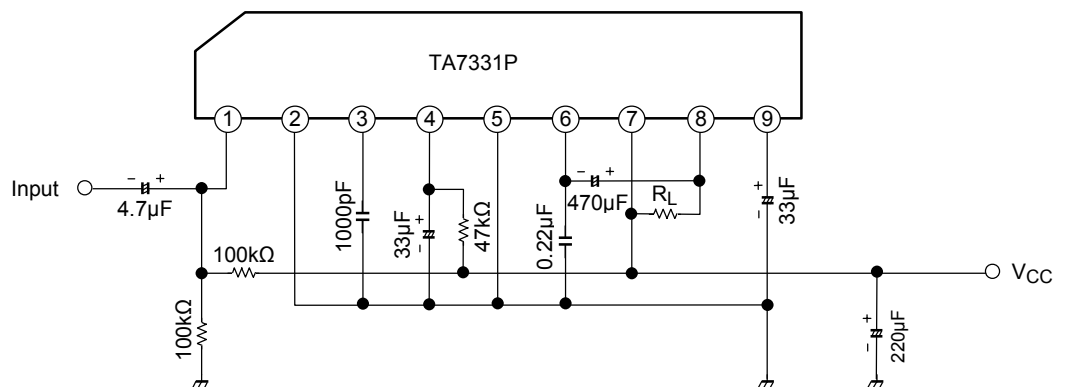 TA7331P
1 2 3 4 5 6 7 8 9
Input
- +
4.7µF
1000pF
33µF
+
-
47kΩ
- +
470µF
RL
0.22µF
+
-
33µF
100kΩ
VCC
100kΩ
+
-
220µF